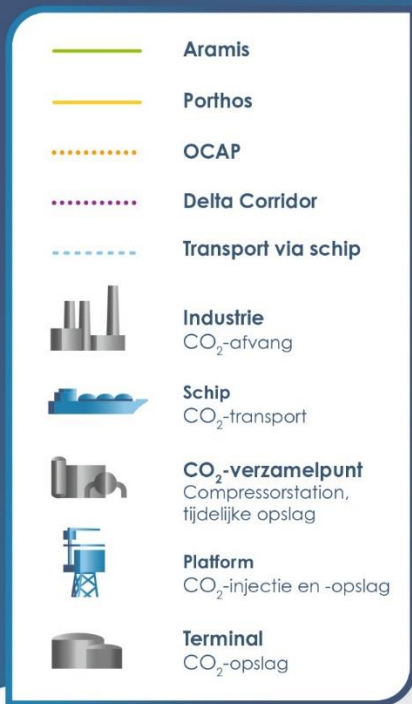 Aramis
Porthos
OCAP
Delta Corridor
Transport via schip
Industrie
CO₂-afvang
Schip
CO₂-transport
CO₂-verzamelpunt
Compressorstation,
tijdelijke opslag
Platform
CO₂-injectie en -opslag
Terminal
CO₂-opslag